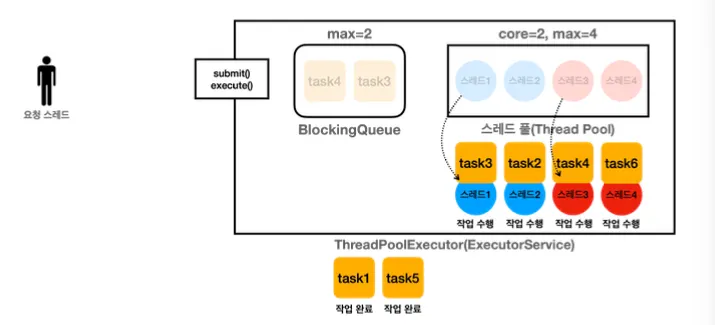 max=2
core=2, max=4
submit()
execute()
task4 task3
스레드1 스레드2 스레드3 스레드4
요청 스레드
BlockingQueue
스레드 풀(Thread Pool)
task3 task2 task4 task6
스레드1 스레드2 스레드3 스레드4
작업 수행 작업 수행 작업 수행 작업 수행
ThreadPoolExecutor(ExecutorService)
task1 task5
작업 완료 작업 완료